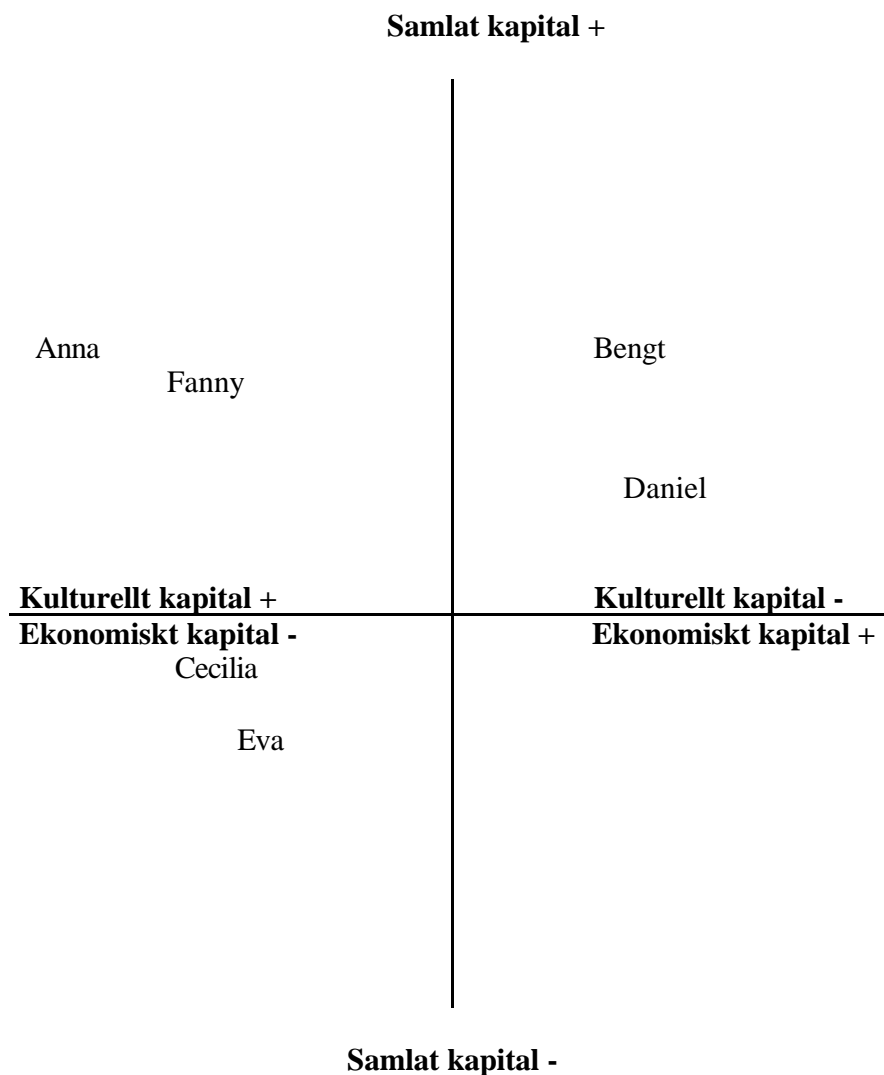 Samlat kapital +
Anna Bengt
Fanny
Daniel
Kulturellt kapital + Kulturellt kapital -
Ekonomiskt kapital - Ekonomiskt kapital +
Cecilia
Eva
Samlat kapital -